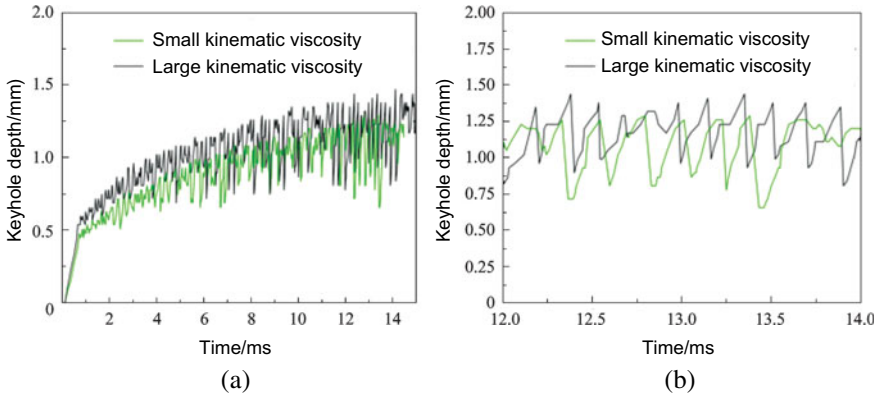 2.0
1.5
1.0
0.5
0
Keyhole depth/mm
Small kinematic viscosity
Large kinematic viscosity
2 4 6 8 10 12 14
Time/ms
(a)
2.00
1.75
1.50
1.25
1.00
0.75
0.50
0.25
0
Keyhole depth/mm
Small kinematic viscosity
Large kinematic viscosity
12.0 12.5 13.0 13.5 14.0
Time/ms
(b)